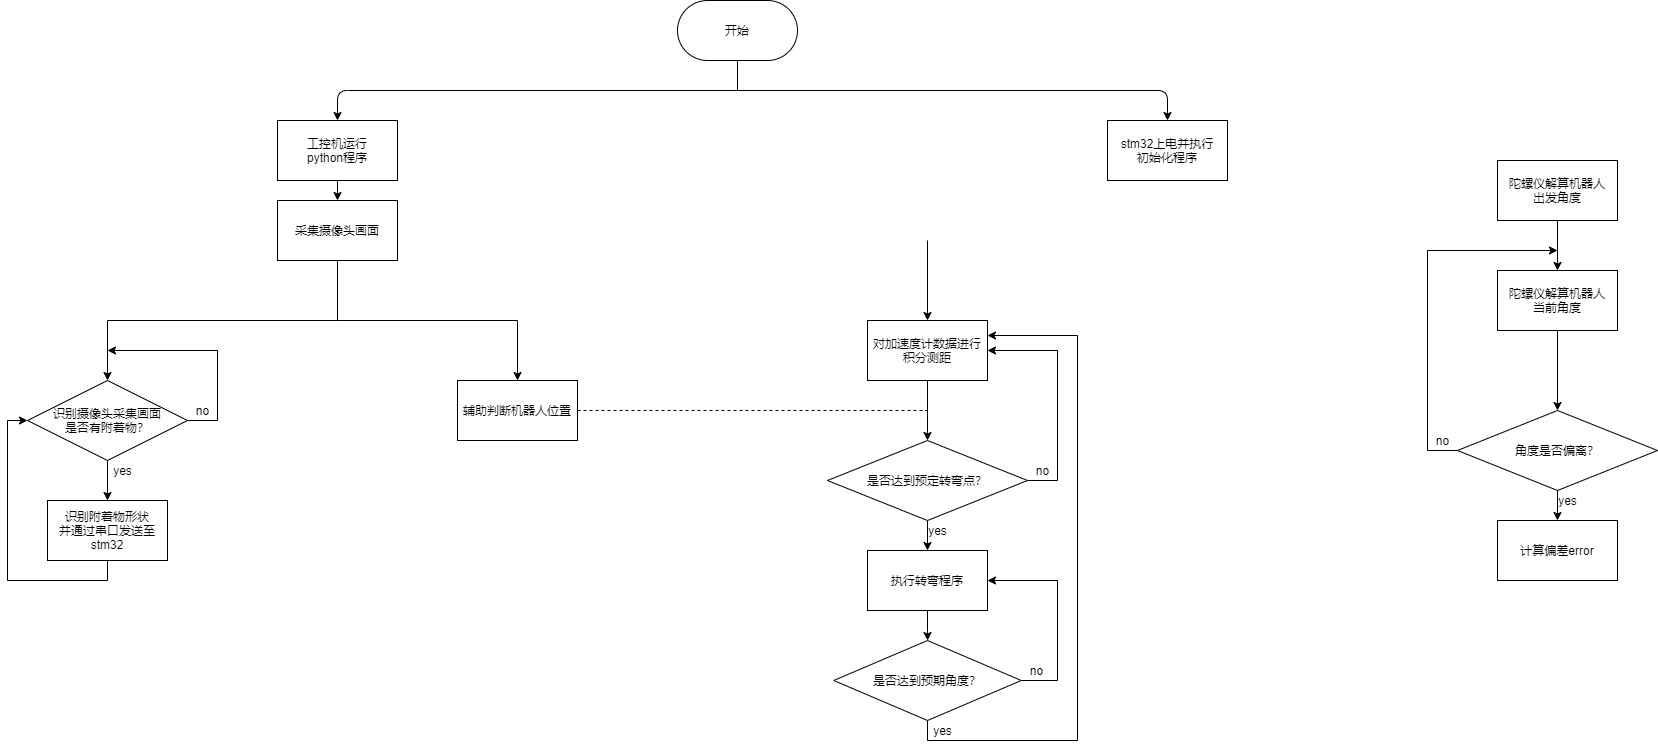 开始
工控机运行
python程序
采集摄像头画面
识别摄像头采集画面
是否有附着物?
no
yes
识别附着物形状
并通过串口发送至
stm32
辅助判断机器人位置
stm32上电并执行
初始化程序
对加速度计数据进行
积分测距
是否达到预定转弯点?
no
yes
执行转弯程序
是否达到预期角度?
no
yes
陀螺仪解算机器人
出发角度
陀螺仪解算机器人
当前角度
角度是否偏离?
no
yes
计算偏差error